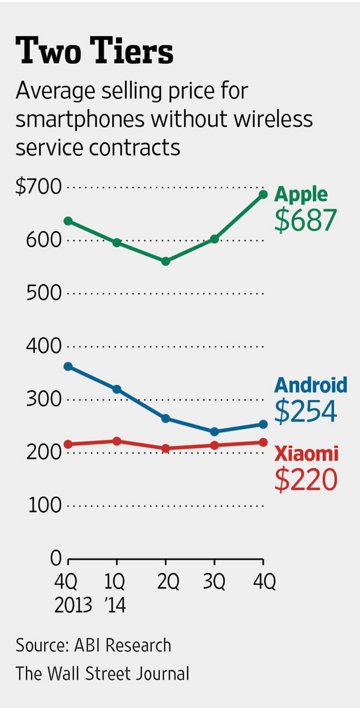 Two Tiers
Average selling price for
smartphones without wireless
service contracts
$700
Apple
$687
600
500
400
Android
$254
300
Xiaomi
$220
200
100
0
4Q 1Q 2Q 3Q 4Q
2013 '14
Source: ABI Research
The Wall Street Journal